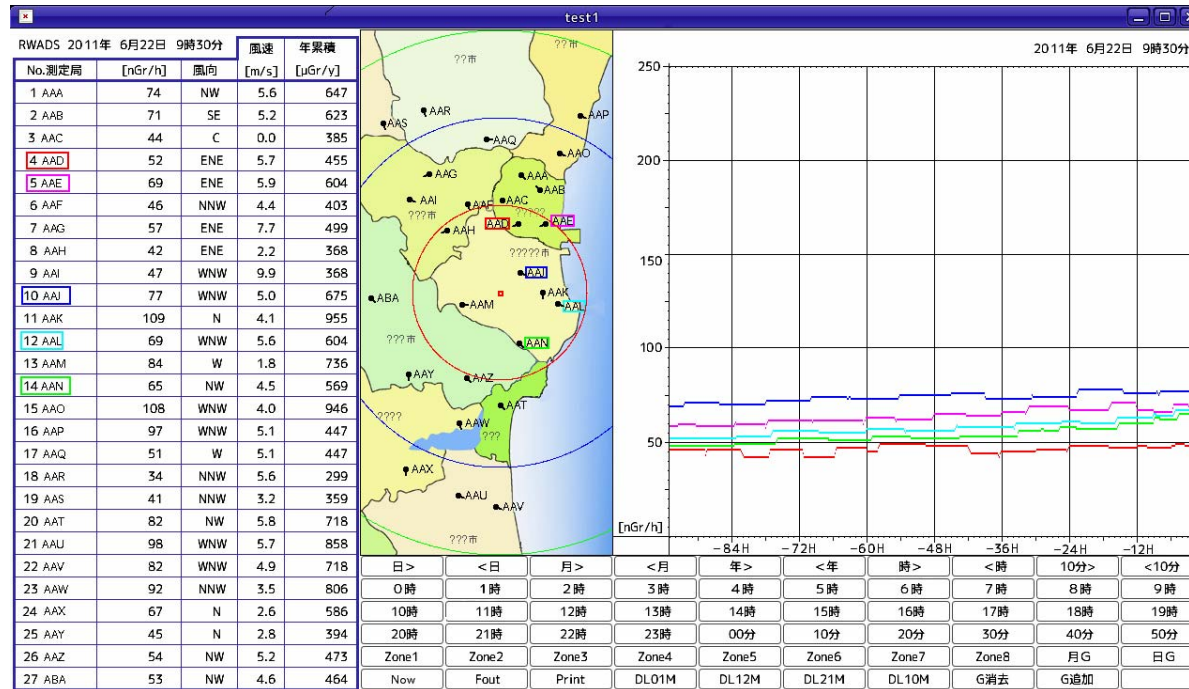 test1
RWADS 2011年 6月22日 9時30分 風速 年累積
No.測定局 [nGr/h] 風向 [m/s] [μGr/y]
1 AAA 74 NW 5.6 647
2 AAB 71 SE 5.2 623
3 AAC 44 C 0.0 385
4 AAD 52 ENE 5.7 455
5 AAE 69 ENE 5.9 604
6 AAF 46 NNW 4.4 403
7 AAG 57 ENE 7.7 499
8 AAH 42 ENE 2.2 368
9 AAI 47 WNW 9.9 368
10 AAJ 77 WNW 5.0 675
11 AAK 109 N 4.1 955
12 AAL 69 WNW 5.6 604
13 AAM 84 W 1.8 736
14 AAN 65 NW 4.5 569
15 AAO 108 WNW 4.0 946
16 AAP 97 WNW 5.1 447
17 AAQ 51 W 5.1 447
18 AAR 34 NNW 5.6 299
19 AAS 41 NNW 3.2 359
20 AAT 82 NW 5.8 718
21 AAU 98 WNW 5.7 858
22 AAV 82 WNW 4.9 718
23 AAW 92 NNW 3.5 806
24 AAX 67 N 2.6 586
25 AAY 45 N 2.8 394
26 AAZ 54 NW 5.2 473
27 ABA 53 NW 4.6 464
??市
??市
AAR
AAP
AAS
AAQ
AAO
AAG
AAA
AAB
AAI
AAF
AAC
???市
?????
AAD
AAE
AAH
?????市
AAJ
ABA
AAK
AAM
AAL
???市
AAN
AAY
AAZ
AAT
????
AAW
???
AAX
AAU
AAV
???市
2011年 6月22日 9時30分
250
200
150
100
50
[nGr/h]
-84H -72H -60H -48H -36H -24H -12H
日> <日 月> <月 年> <年 時> <時 10分> <10分
0時 1時 2時 3時 4時 5時 6時 7時 8時 9時
10時 11時 12時 13時 14時 15時 16時 17時 18時 19時
20時 21時 22時 23時 00分 10分 20分 30分 40分 50分
Zone1 Zone2 Zone3 Zone4 Zone5 Zone6 Zone7 Zone8 月G 日G
Now Fout Print DL01M DL12M DL21M DL10M G消去 G追加